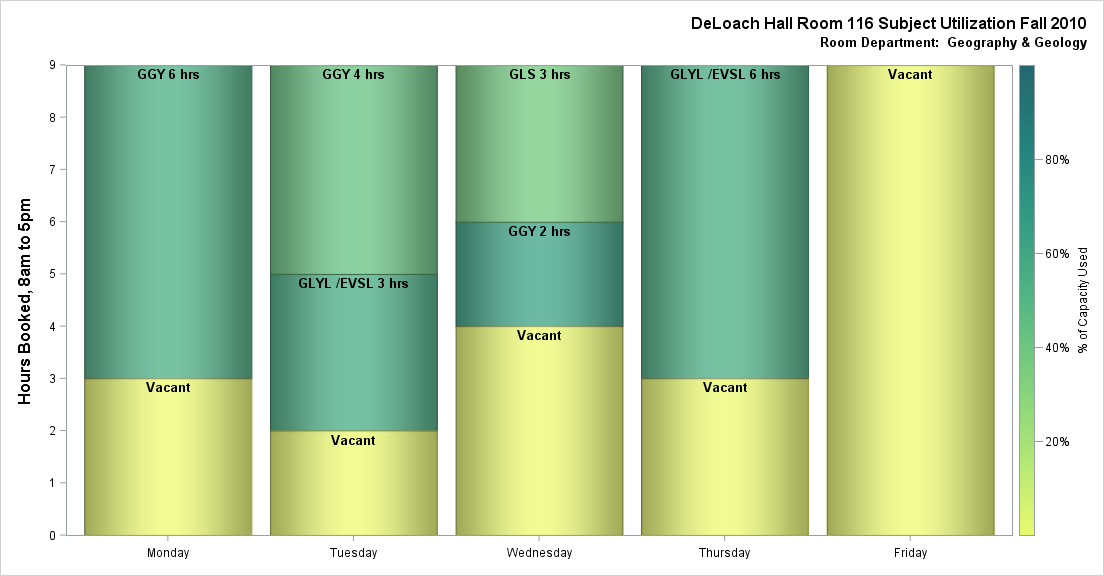 DeLoach Hall Room 116 Subject Utilization Fall 2010
Room Department:  Geography & Geology
Hours Booked, 8am to 5pm
9
8
7
6
5
4
3
2
1
0
GGY 6 hrs
Vacant
GGY 4 hrs
GLYL /EVSL 3 hrs
Vacant
GLS 3 hrs
GGY 2 hrs
Vacant
GLYL /EVSL 6 hrs
Vacant
Vacant
Monday
Tuesday
Wednesday
Thursday
Friday
80%
60%
40%
20%
% of Capacity Used